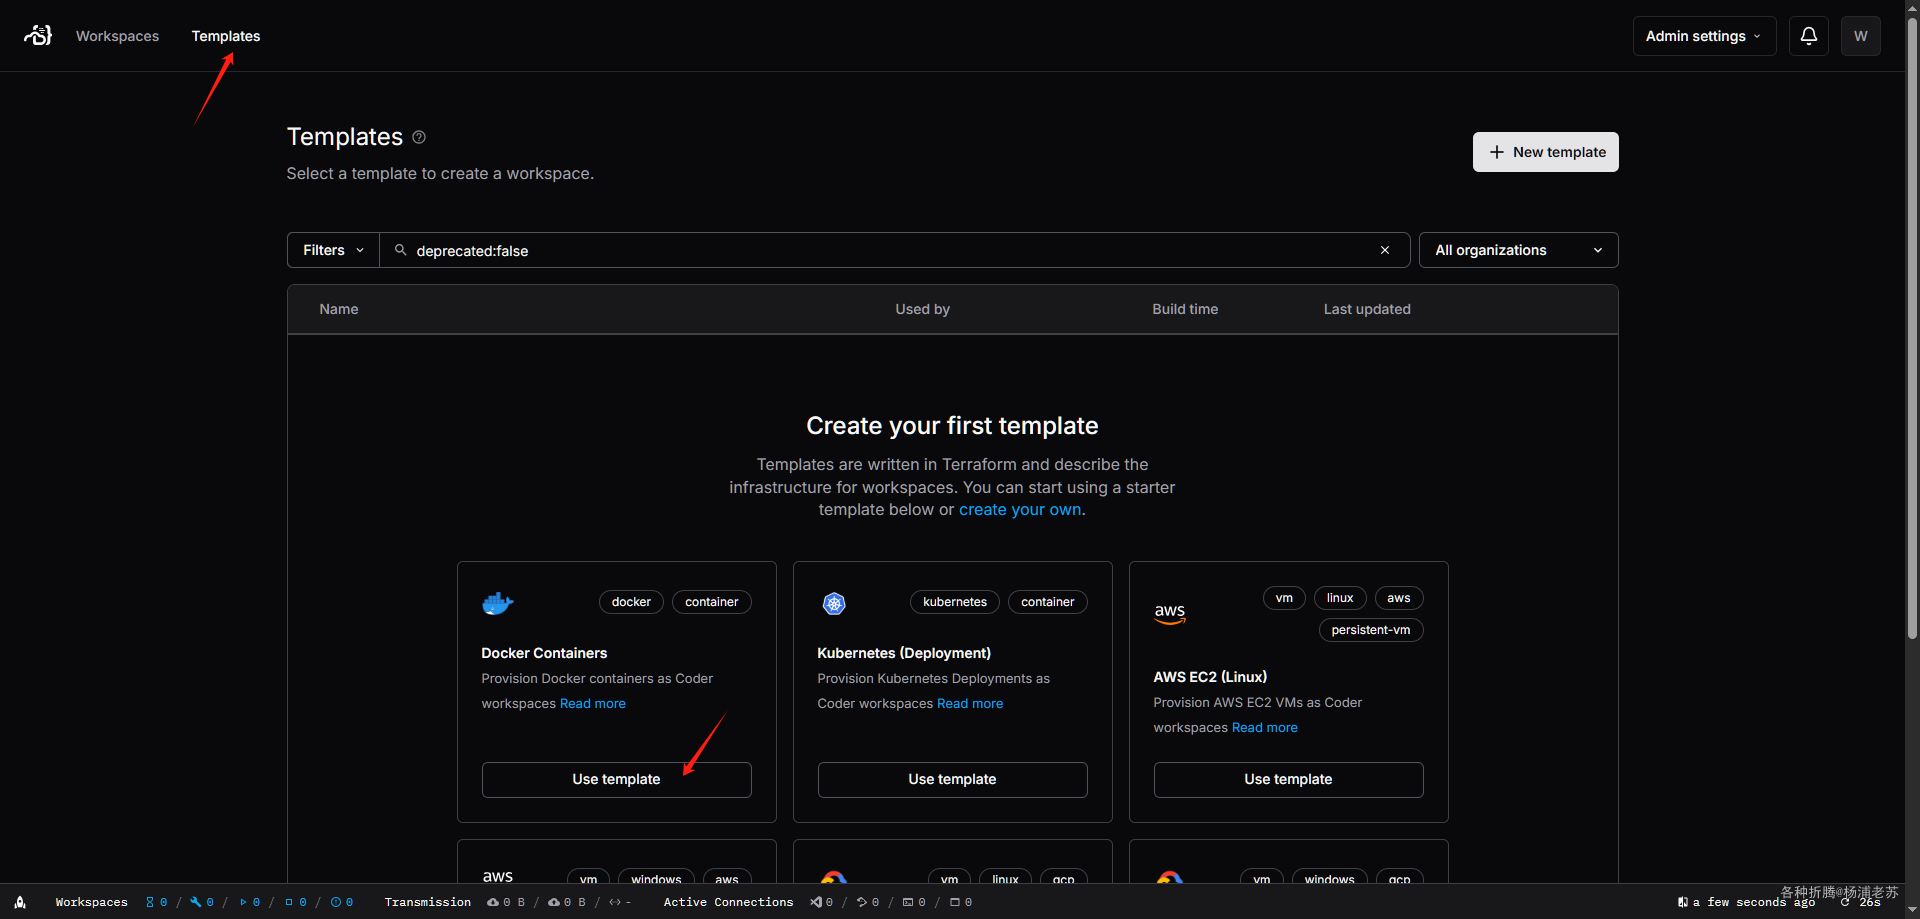 Workspaces Templates Admin settings W
Templates
Select a template to create a workspace.
New template
Filters deprecated:false All organizations
Name Used by Build time Last updated
Create your first template
Templates are written in Terraform and describe the
infrastructure for workspaces. You can start using a starter
template below or create your own.
docker container
Docker Containers
Provision Docker containers as Coder
workspaces Read more
Use template
kubernetes container
Kubernetes (Deployment)
Provision Kubernetes Deployments as
Coder workspaces Read more
Use template
aws
vm linux aws
persistent-vm
AWS EC2 (Linux)
Provision AWS EC2 VMs as Coder
workspaces Read more
Use template
aws vm windows aws
vm linux gcp
vm windows gcp
Workspaces 0 / 0 / 0 / 0 / 0 Transmission 0 B / 0 B / - Active Connections 0 / 0 / 0 / 0 a few seconds ago 26s
各种折腾@杨浦老苏